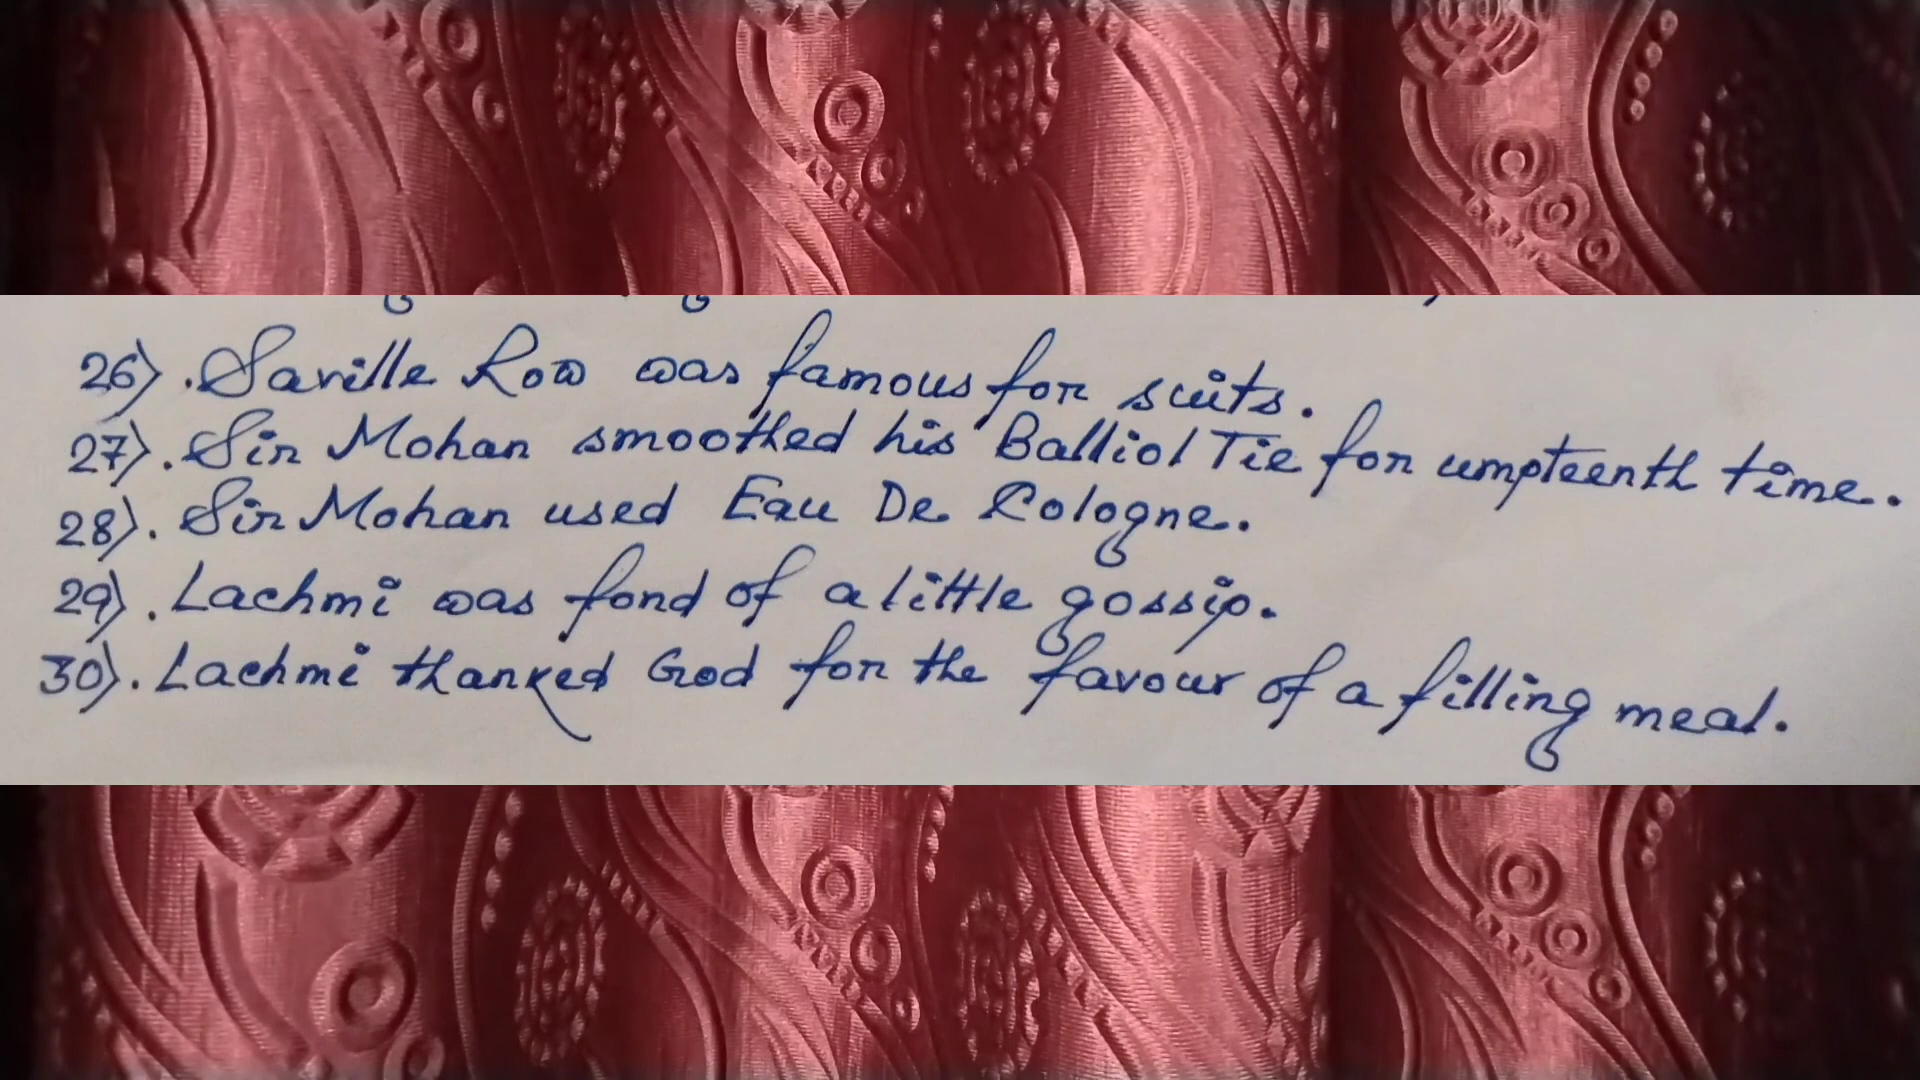 26). Saville Row was famous for suits.
27). Sir Mohan smoothed his Balliol Tie for umpteenth time.
28). Sir Mohan used Eau De Cologne.
29). Lachmi was fond of a little gossip.
30). Lachmi thanked God for the favour of a filling meal.